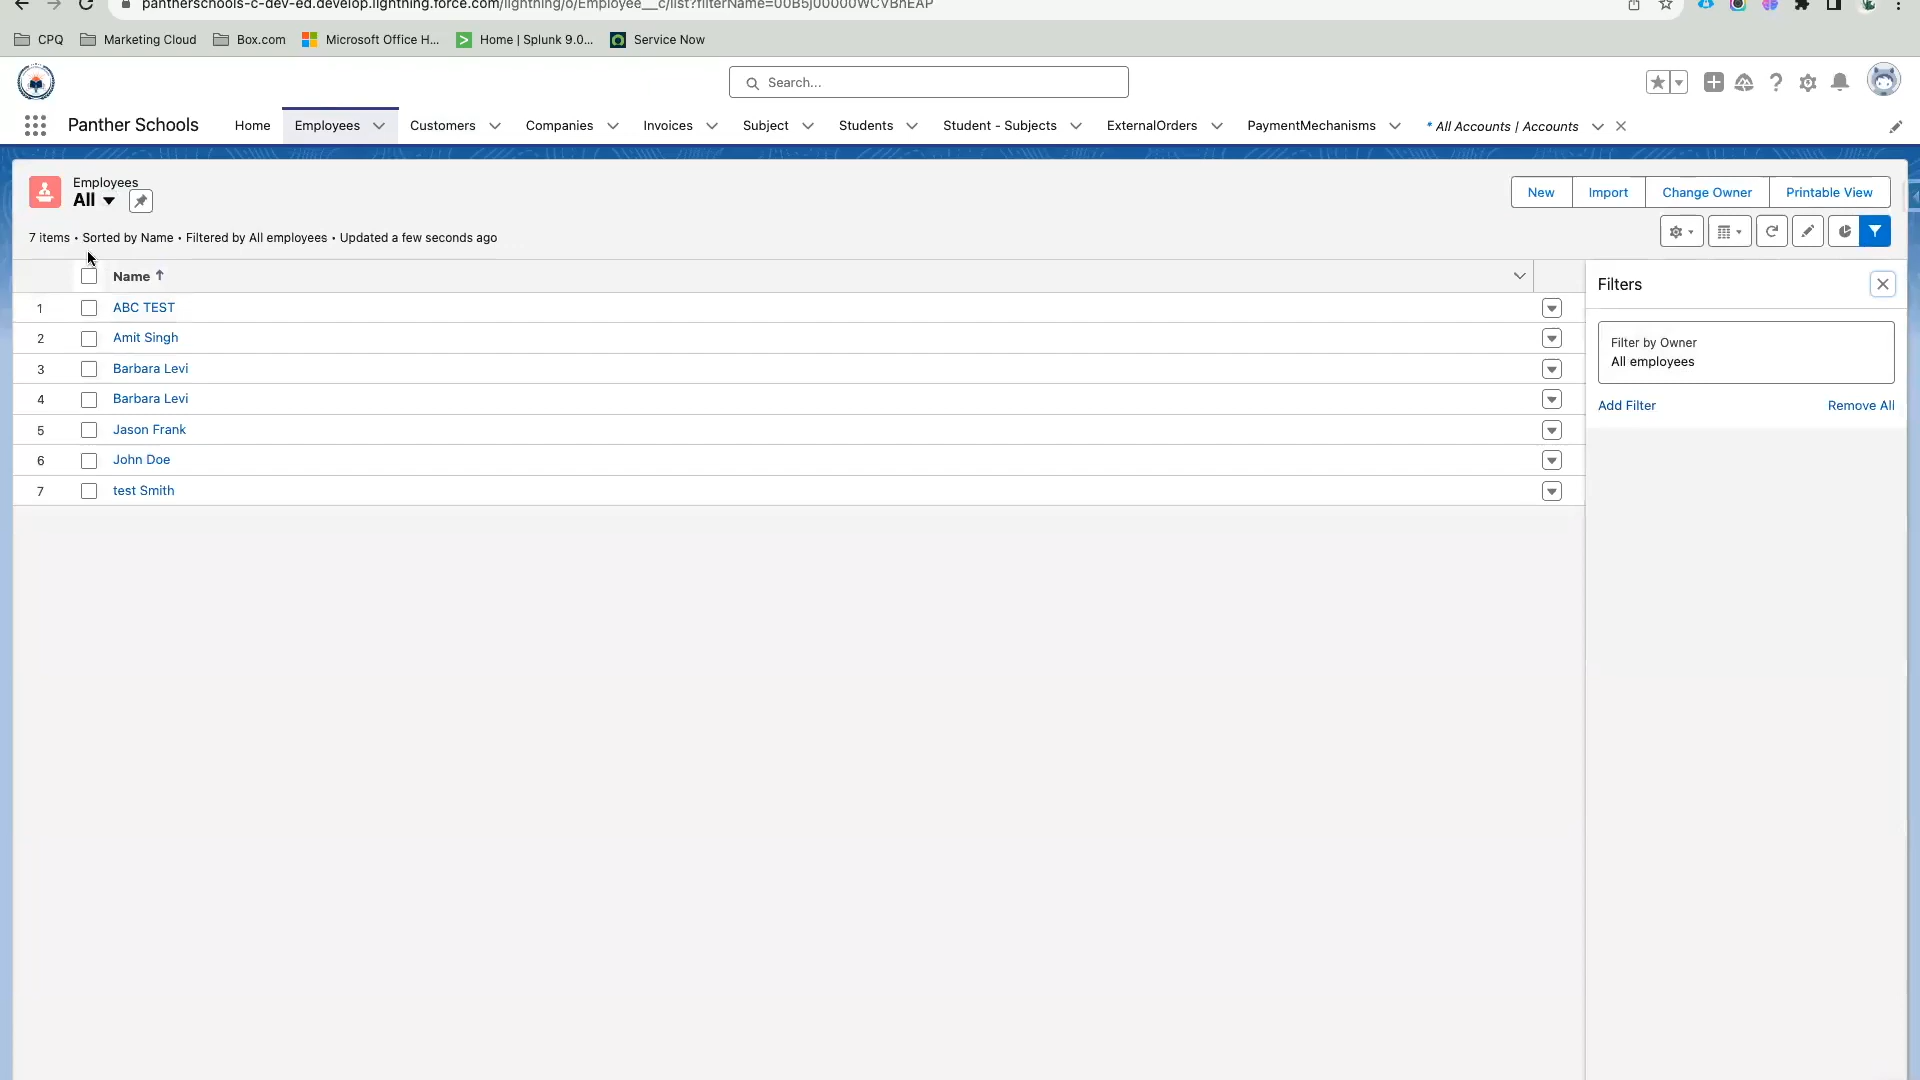 pantherschools-c-dev-ed.develop.lightning.force.com/lightning/o/Employee__c/list?filterName=00B5j00000WCVBhEAP
CPQ Marketing Cloud Box.com Microsoft Office H... Home | Splunk 9.0... Service Now
Search...
Panther Schools Home Employees Customers Companies Invoices Subject Students Student - Subjects ExternalOrders PaymentMechanisms * All Accounts | Accounts
Employees
All
New Import Change Owner Printable View
7 items • Sorted by Name • Filtered by All employees • Updated a few seconds ago
Name
1 ABC TEST
2 Amit Singh
3 Barbara Levi
4 Barbara Levi
5 Jason Frank
6 John Doe
7 test Smith
Filters
Filter by Owner
All employees
Add Filter Remove All